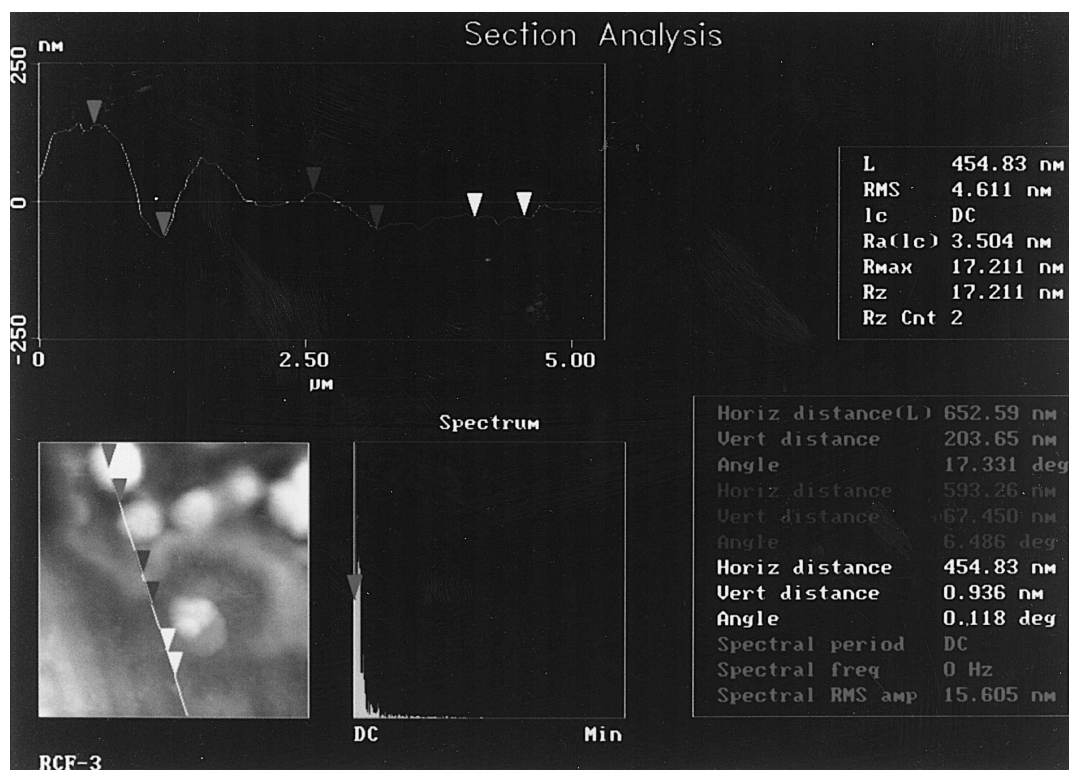 Section Analysis
nm
250
0
-250
0 2.50 5.00
μm
L 454.83 nm
RMS 4.611 nm
lc DC
Ra(lc) 3.504 nm
Rmax 17.211 nm
Rz 17.211 nm
Rz Cnt 2
Spectrum
DC Min
Horiz distance(L) 652.59 nm
Vert distance 203.65 nm
Angle 17.331 deg
Horiz distance 593.26 nm
Vert distance 67.450 nm
Angle 6.486 deg
Horiz distance 454.83 nm
Vert distance 0.936 nm
Angle 0.118 deg
Spectral period DC
Spectral freq 0 Hz
Spectral RMS amp 15.605 nm
RCF-3